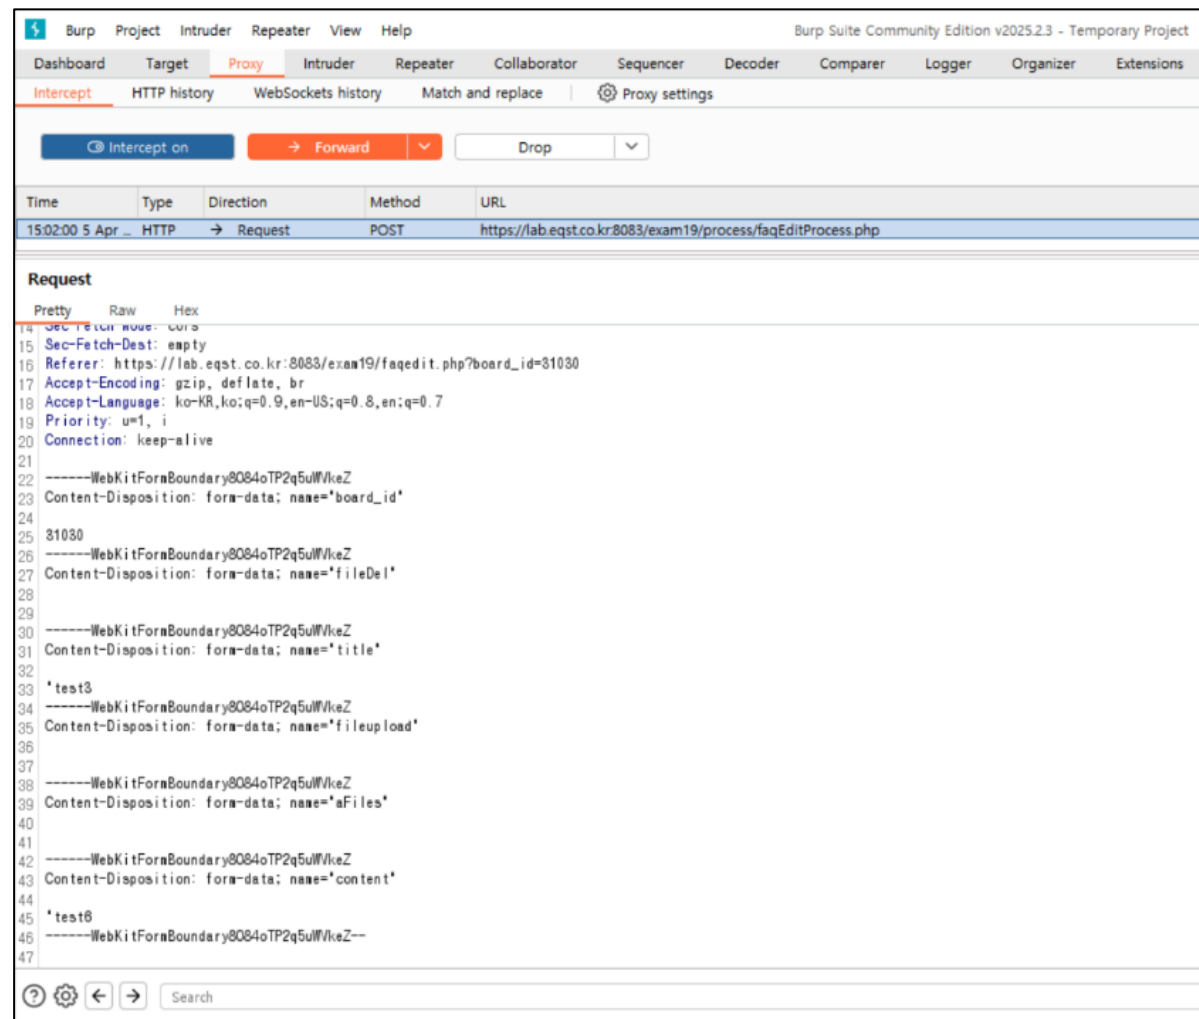 Burp Project Intruder Repeater View Help Burp Suite Community Edition v2025.2.3 - Temporary Project
Dashboard Target Proxy Intruder Repeater Collaborator Sequencer Decoder Comparer Logger Organizer Extensions
Intercept HTTP history WebSockets history Match and replace Proxy settings
Intercept on → Forward Drop
Time Type Direction Method URL
15:02:00 5 Apr ... HTTP → Request POST https://lab.eqst.co.kr:8083/exam19/process/faqEditProcess.php
Request
Pretty Raw Hex
14 Sec-Fetch-Mode: cors
15 Sec-Fetch-Dest: empty
16 Referer: https://lab.eqst.co.kr:8083/exam19/faqedit.php?board_id=31030
17 Accept-Encoding: gzip, deflate, br
18 Accept-Language: ko-KR,ko;q=0.9,en-US;q=0.8,en;q=0.7
19 Priority: u=1, i
20 Connection: keep-alive
21
22 ------WebKitFormBoundary8084oTP2q5uWVkeZ
23 Content-Disposition: form-data; name="board_id"
24
25 31030
26 ------WebKitFormBoundary8084oTP2q5uWVkeZ
27 Content-Disposition: form-data; name="fileDel"
28
29
30 ------WebKitFormBoundary8084oTP2q5uWVkeZ
31 Content-Disposition: form-data; name="title"
32
33 'test3
34 ------WebKitFormBoundary8084oTP2q5uWVkeZ
35 Content-Disposition: form-data; name="fileupload"
36
37
38 ------WebKitFormBoundary8084oTP2q5uWVkeZ
39 Content-Disposition: form-data; name="aFiles"
40
41
42 ------WebKitFormBoundary8084oTP2q5uWVkeZ
43 Content-Disposition: form-data; name="content"
44
45 'test6
46 ------WebKitFormBoundary8084oTP2q5uWVkeZ--
47
Search